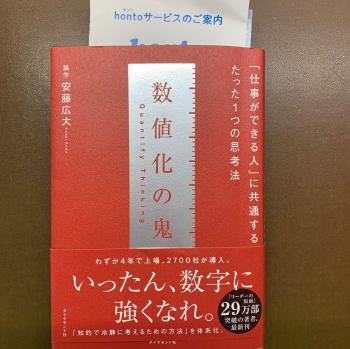 hontoサービスのご案内
「仕事ができる人」に共通する
たった1つの思考法
数値化の鬼
Quantify Thinking
識学 安藤広大
わずか4年で上場、2700社が導入。
いったん、数字に
強くなれ。
「知的で冷静に考えるための方法」を体系化。
「リーダーの
仮面」
29万部
突破の著者、
最新刊
ダイヤモンド社